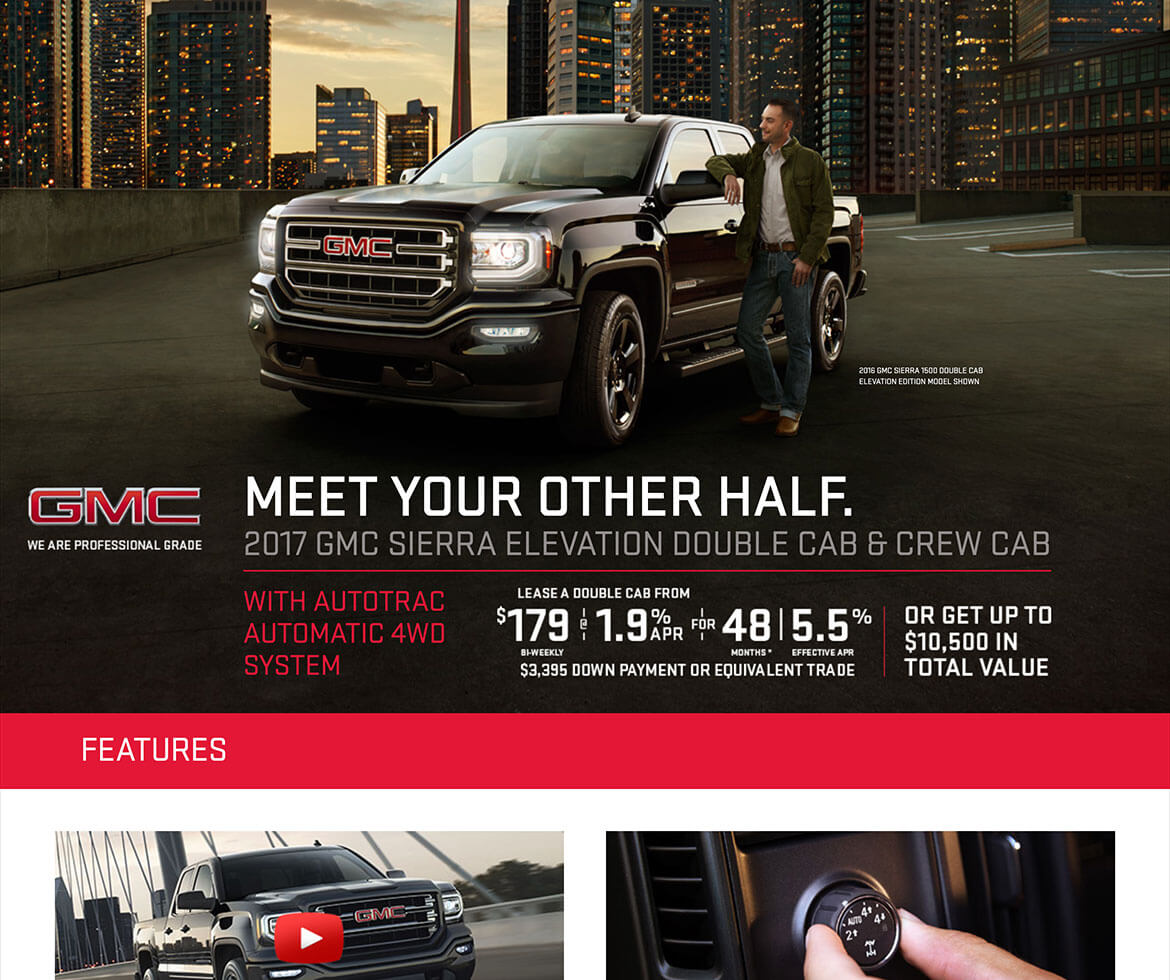 GMC
2016 GMC SIERRA 1500 DOUBLE CAB
ELEVATION EDITION MODEL SHOWN
GMC
WE ARE PROFESSIONAL GRADE
MEET YOUR OTHER HALF.
2017 GMC SIERRA ELEVATION DOUBLE CAB & CREW CAB
WITH AUTOTRAC
AUTOMATIC 4WD
SYSTEM
LEASE A DOUBLE CAB FROM
$179 @ 1.9% APR FOR 48 | 5.5%
BI-WEEKLY MONTHS* EFFECTIVE APR
$3,395 DOWN PAYMENT OR EQUIVALENT TRADE
OR GET UP TO
$10,500 IN
TOTAL VALUE
FEATURES
GMC
AUTO 4 4
2